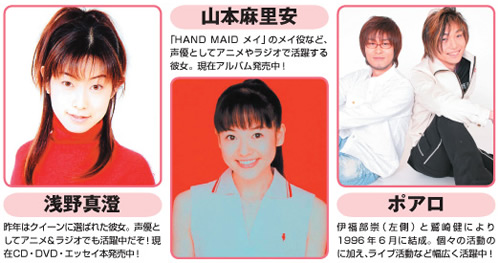 山本麻里安
「HAND MAID メイ」のメイ役など、
声優としてアニメやラジオで活躍する
彼女。現在アルバム発売中！
浅野真澄
昨年はクイーンに選ばれた彼女。声優と
してアニメ＆ラジオでも活躍中だぞ！現
在CD・DVD・エッセイ本発売中！
ポアロ
伊福部崇（左側）と鷲崎健により
1996年6月に結成。個々の活動の
に加え、ライブ活動など幅広く活躍中！